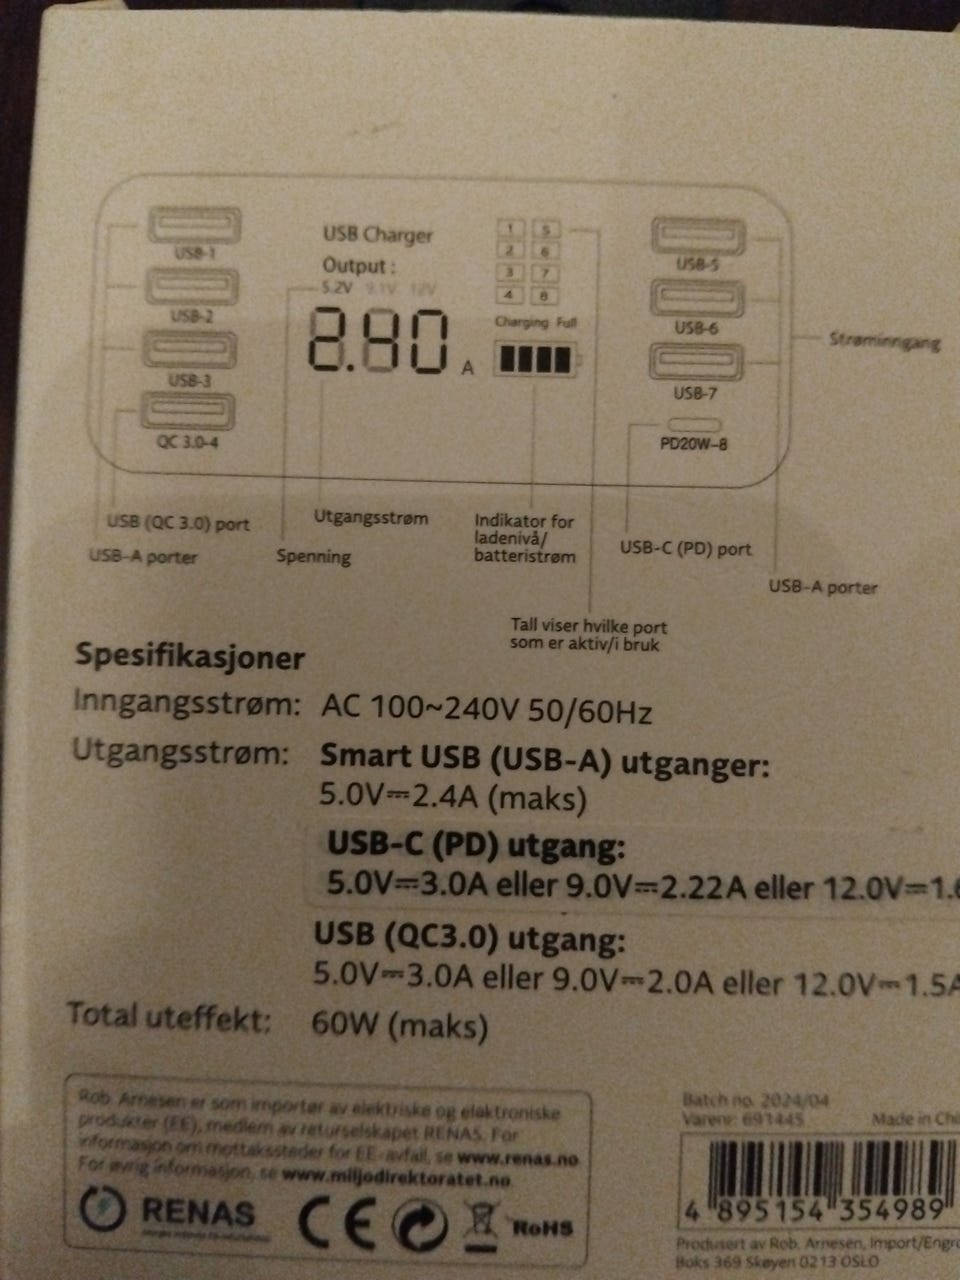 USB-1
USB-2
USB-3
QC 3.0-4
USB Charger
Output :
5.2V 9.1V 12V
2.80 A
1 5
2 6
3 7
4 8
Charging Full
USB-5
USB-6
USB-7
PD20W-8
Strøminngang
USB (QC 3.0) port
USB-A porter
Spenning
Utgangsstrøm
Indikator for
ladenivå/
batteristrøm
USB-C (PD) port
USB-A porter
Tall viser hvilke port
som er aktiv/i bruk
Spesifikasjoner
Inngangsstrøm: AC 100~240V 50/60Hz
Utgangsstrøm: Smart USB (USB-A) utganger:
5.0V⎓2.4A (maks)
USB-C (PD) utgang:
5.0V⎓3.0A eller 9.0V⎓2.22A eller 12.0V⎓1.6
USB (QC3.0) utgang:
5.0V⎓3.0A eller 9.0V⎓2.0A eller 12.0V⎓1.5A
Total uteffekt: 60W (maks)
Rob. Arnesen er som importør av elektriske og elektroniske
produkter (EE), medlem av returselskapet RENAS. For
informasjon om mottakssteder for EE-avfall, se www.renas.no
For øvrig informasjon, se www.miljodirektoratet.no
RENAS
CE
RoHS
Batch no. 2024/04
Varenr: 691445 Made in Chi
4 895154 354989
Produsert av Rob. Arnesen, Import/Engro
Boks 369 Skøyen 0213 OSLO